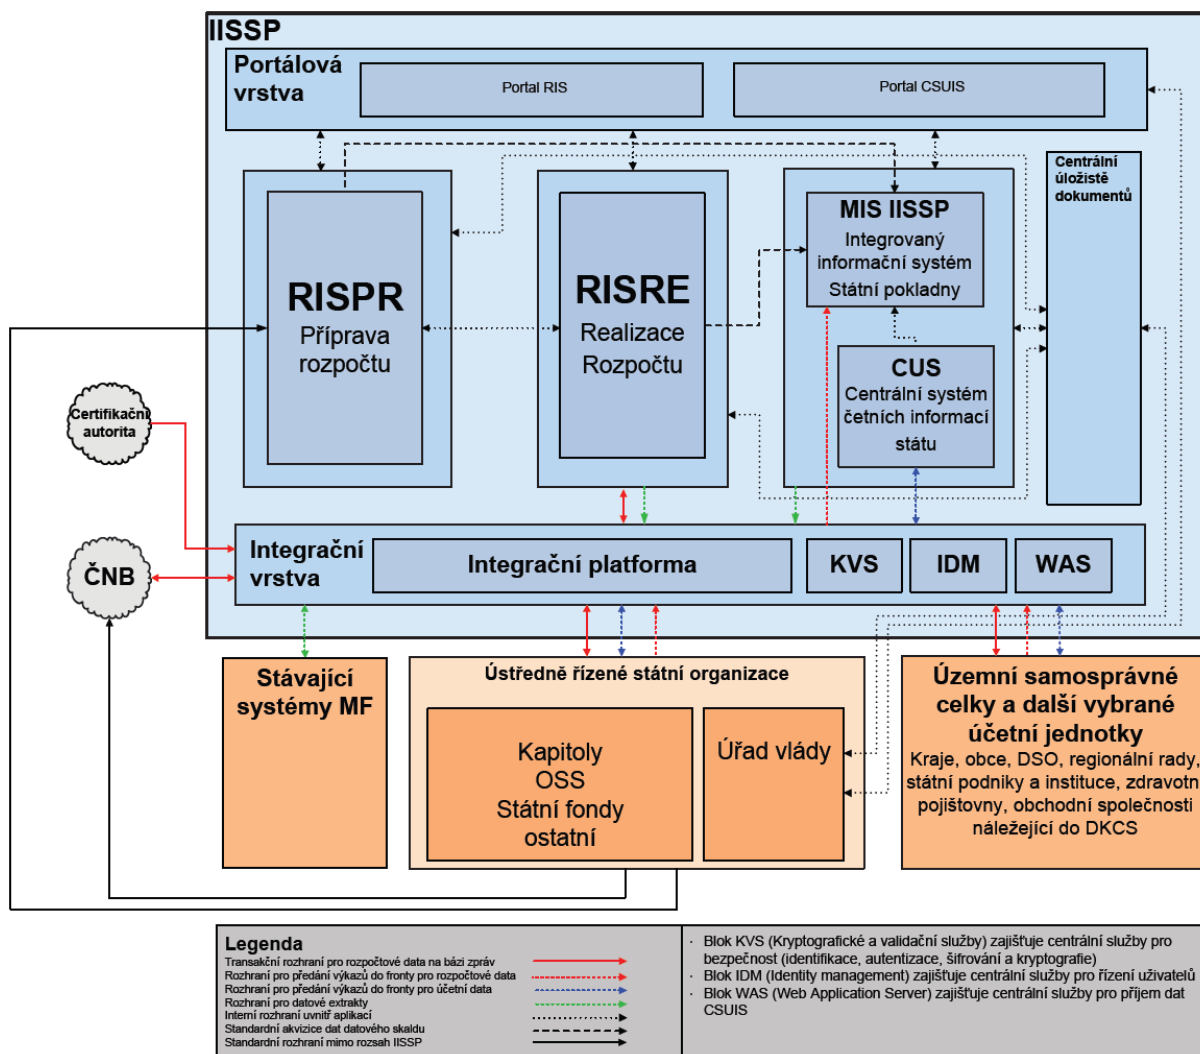 IISSP
Portálová
vrstva
Portal RIS
Portal CSUIS
Centrální
úložistě
dokumentů
RISPR
Příprava
rozpočtu
RISRE
Realizace
Rozpočtu
MIS IISSP
Integrovaný
informační systém
Státní pokladny
CUS
Centrální systém
četních informací
státu
Certifikační
autorita
ČNB
Integrační
vrstva
Integrační platforma
KVS
IDM
WAS
Stávající
systémy MF
Ústředně řízené státní organizace
Kapitoly
OSS
Státní fondy
ostatní
Úřad vlády
Územní samosprávné
celky a další vybrané
účetní jednotky
Kraje, obce, DSO, regionální rady,
státní podniky a instituce, zdravotn
pojištovny, obchodní společnosti
náležející do DKCS
Legenda
Transakční rozhraní pro rozpočtové data na bázi zpráv
Rozhraní pro předání výkazů do fronty pro rozpočtové data
Rozhraní pro předání výkazů do fronty pro účetní data
Rozhraní pro datové extrakty
Interní rozhraní uvnitř aplikací
Standardní akvizice dat datového skaldu
Standardní rozhraní mimo rozsah IISSP
· Blok KVS (Kryptografické a validační služby) zajišťuje centrální služby pro
bezpečnost (identifikace, autentizace, šifrování a kryptografie)
· Blok IDM (Identity management) zajišťuje centrální služby pro řízení uživatelů
· Blok WAS (Web Application Server) zajišťuje centrální služby pro příjem dat
CSUIS